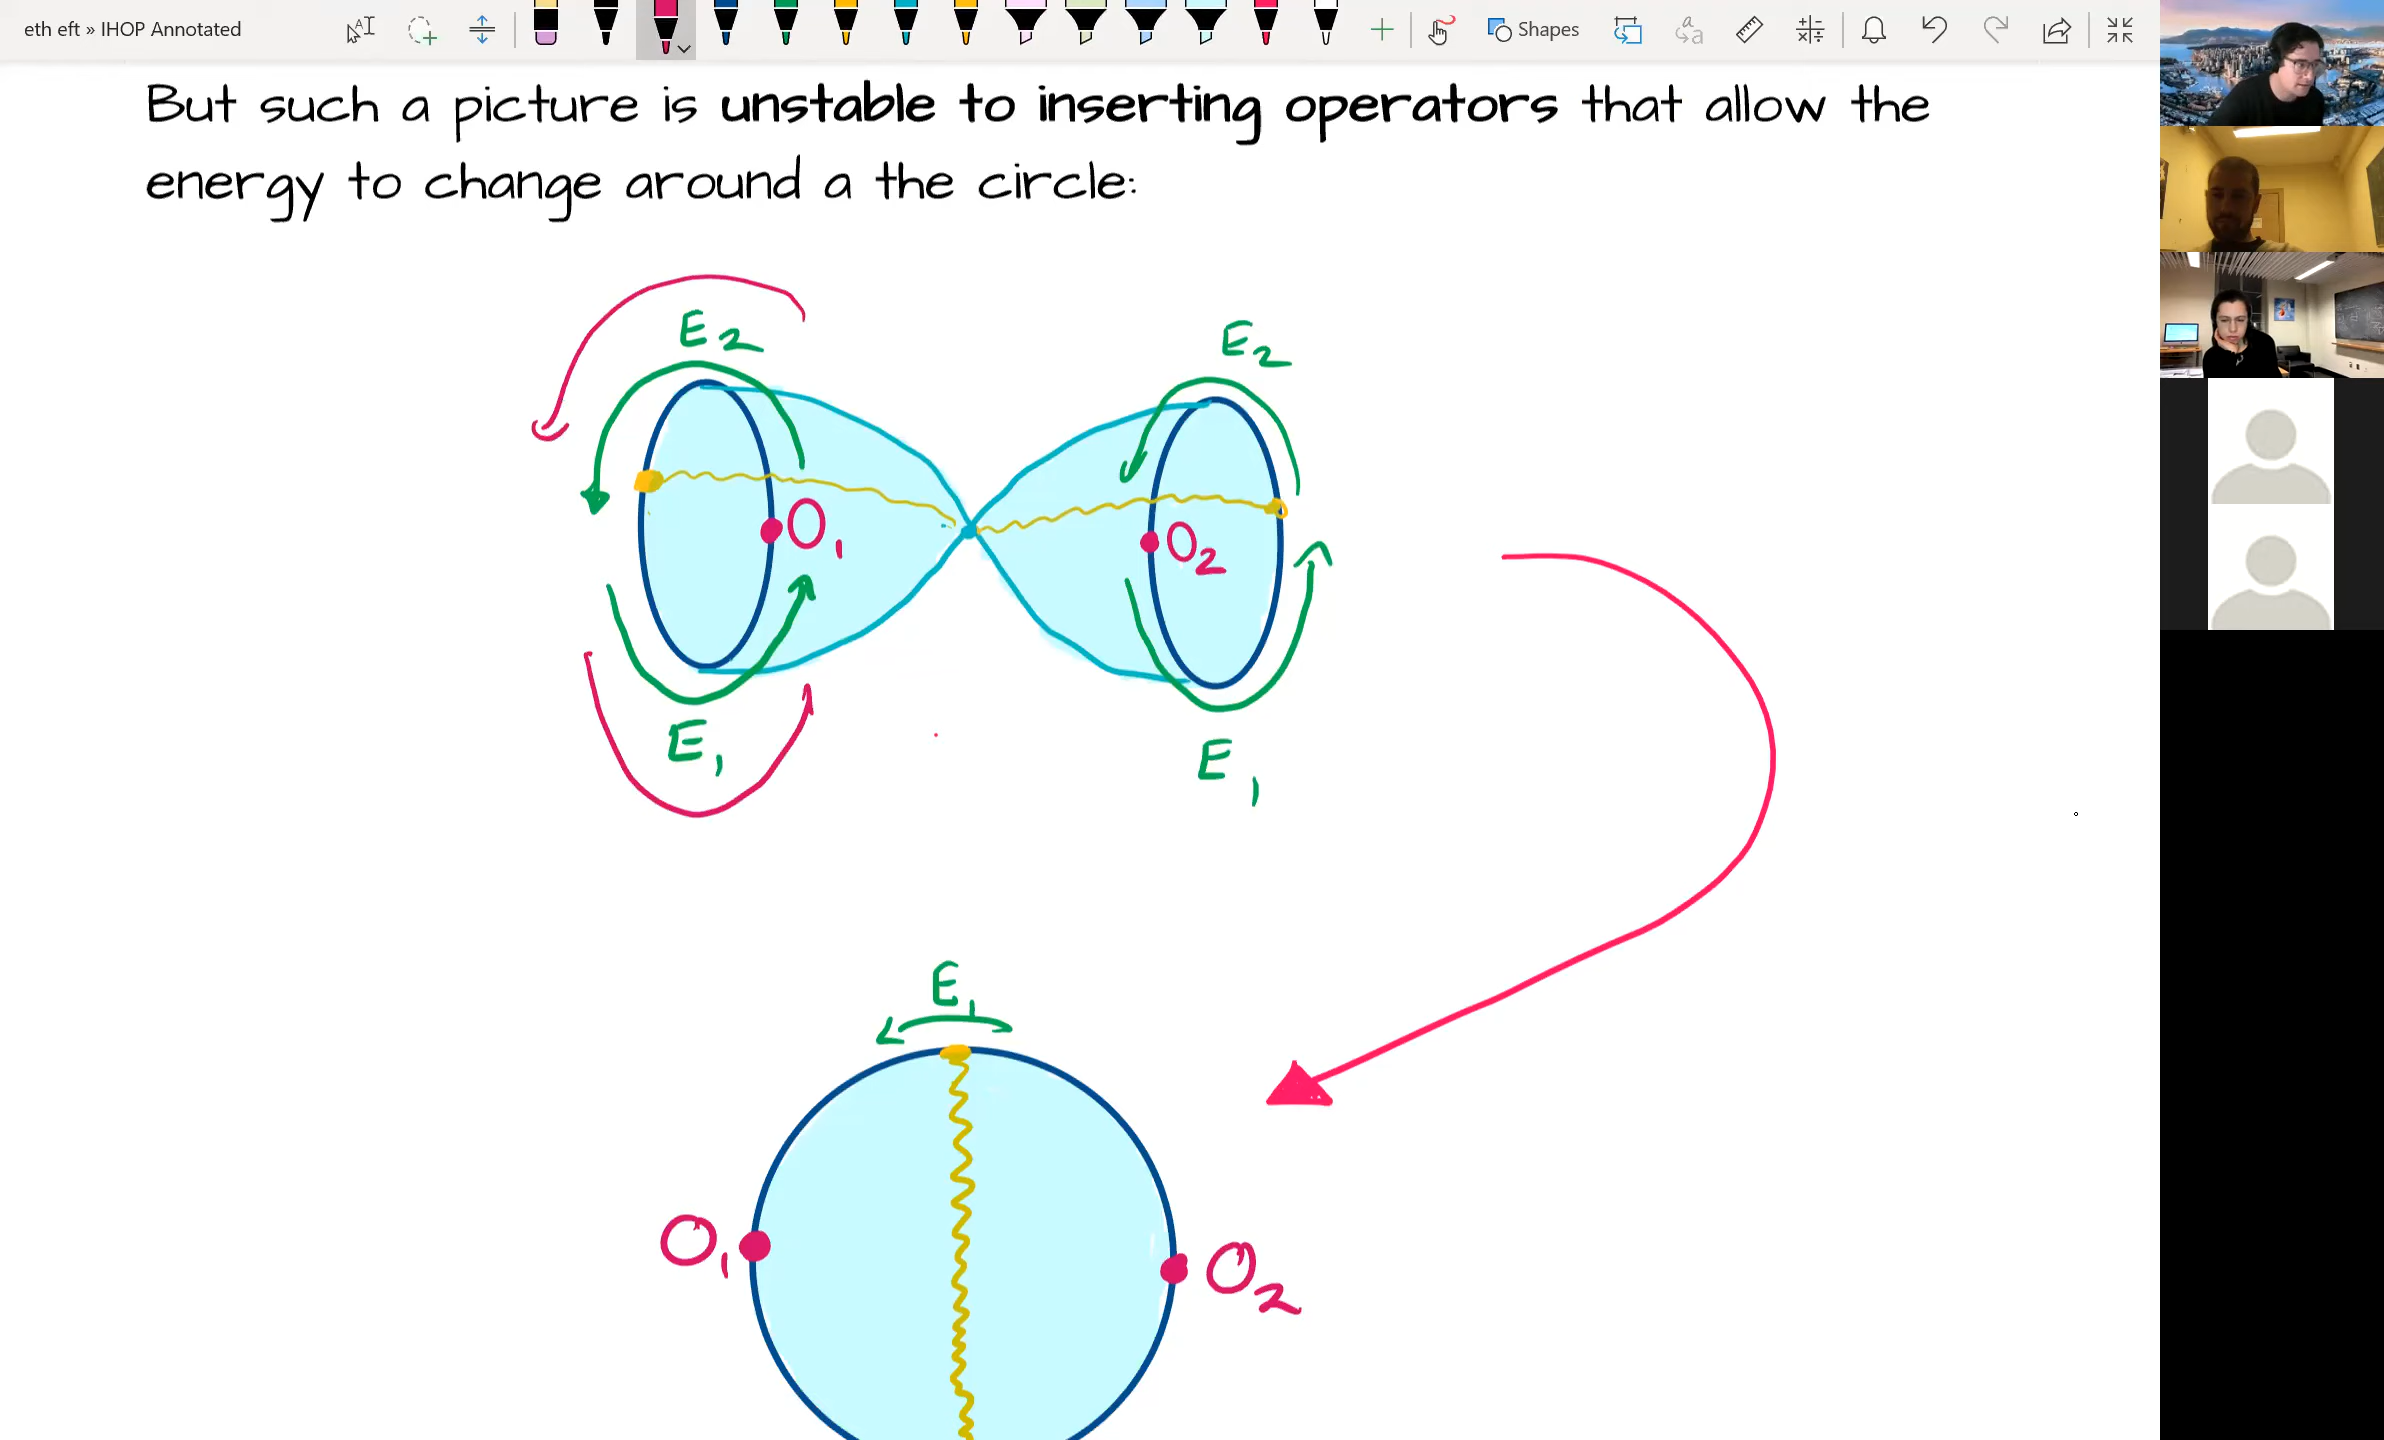 eth eft » IHOP Annotated
Shapes
But such a picture is unstable to inserting operators that allow the
energy to change around a the circle:
E2
E2
O1
O2
E1
E1
E1
O1
O2